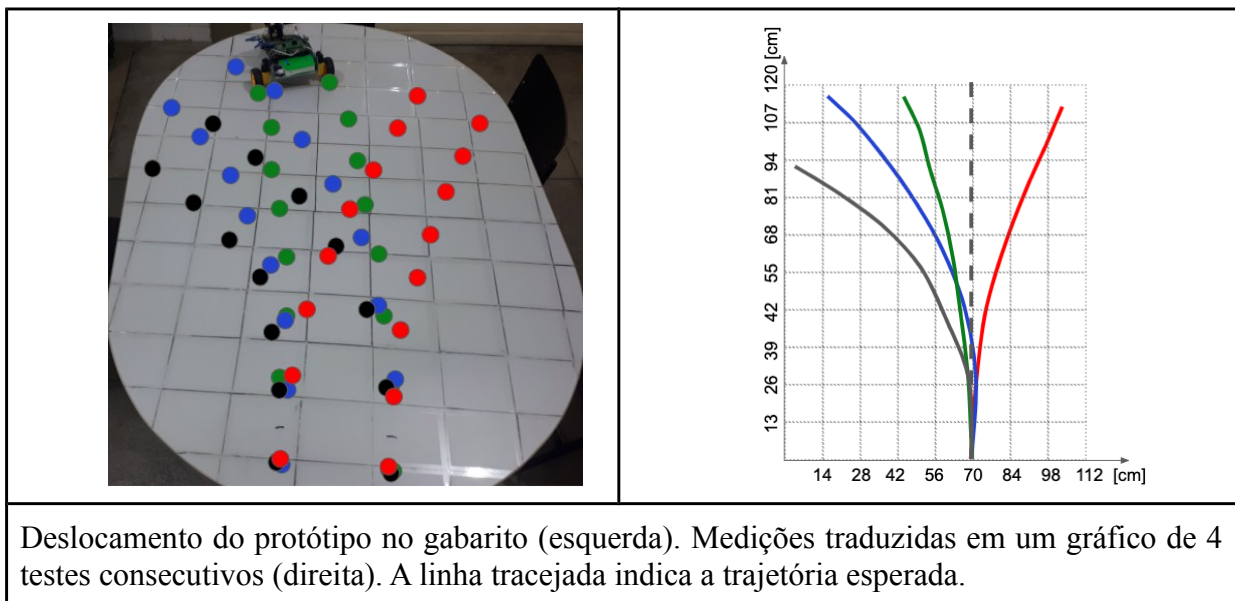 120 [cm]
107
94
81
68
55
42
39
26
13
14 28 42 56 70 84 98 112 [cm]
Deslocamento do protótipo no gabarito (esquerda). Medições traduzidas em um gráfico de 4
testes consecutivos (direita). A linha tracejada indica a trajetória esperada.